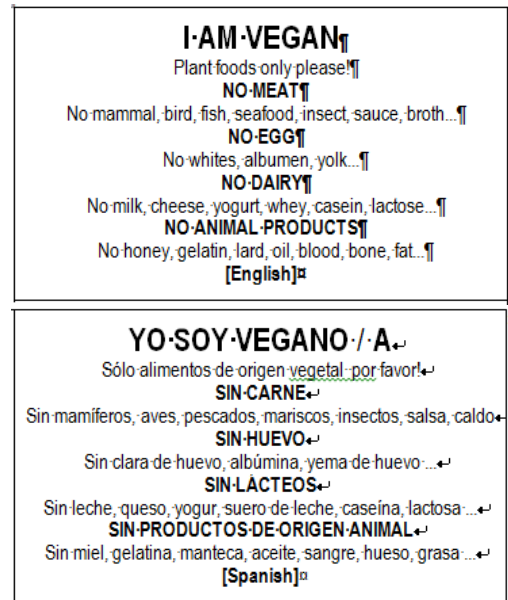 I AM VEGAN
Plant foods only please!
NO MEAT
No mammal, bird, fish, seafood, insect, sauce, broth...
NO EGG
No whites, albumen, yolk...
NO DAIRY
No milk, cheese, yogurt, whey, casein, lactose...
NO ANIMAL PRODUCTS
No honey, gelatin, lard, oil, blood, bone, fat...
[English]
YO SOY VEGANO / A
Sólo alimentos de origen vegetal  por favor!
SIN CARNE
Sin mamíferos, aves, pescados, mariscos, insectos, salsa, caldo
SIN HUEVO
Sin clara de huevo, albúmina, yema de huevo ...
SIN LÁCTEOS
Sin leche, queso, yogur, suero de leche, caseína, lactosa ...
SIN PRODUCTOS DE ORIGEN ANIMAL
Sin miel, gelatina, manteca, aceite, sangre, hueso, grasa ...
[Spanish]